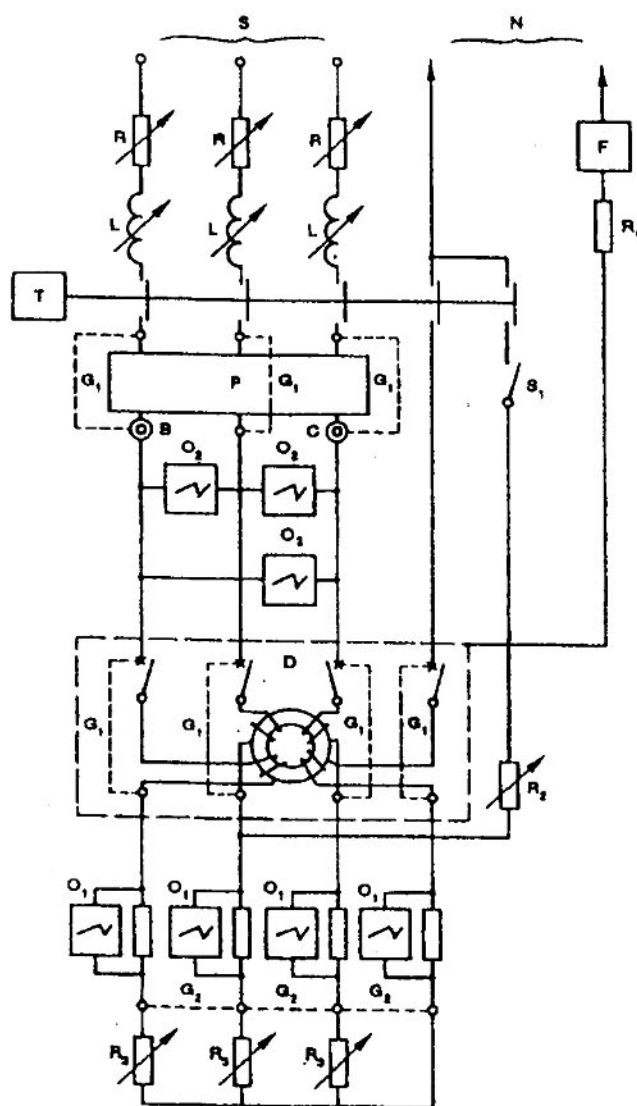 S N
R R R F
R₁
L L L
T
G₁ P G₁ G₁ S₁
B C
O₂ O₂
O₂
D
G₁ G₁ G₁ G₁
R₂
O₁ O₁ O₁ O₁
G₂ G₂ G₂
R₃ R₃ R₃